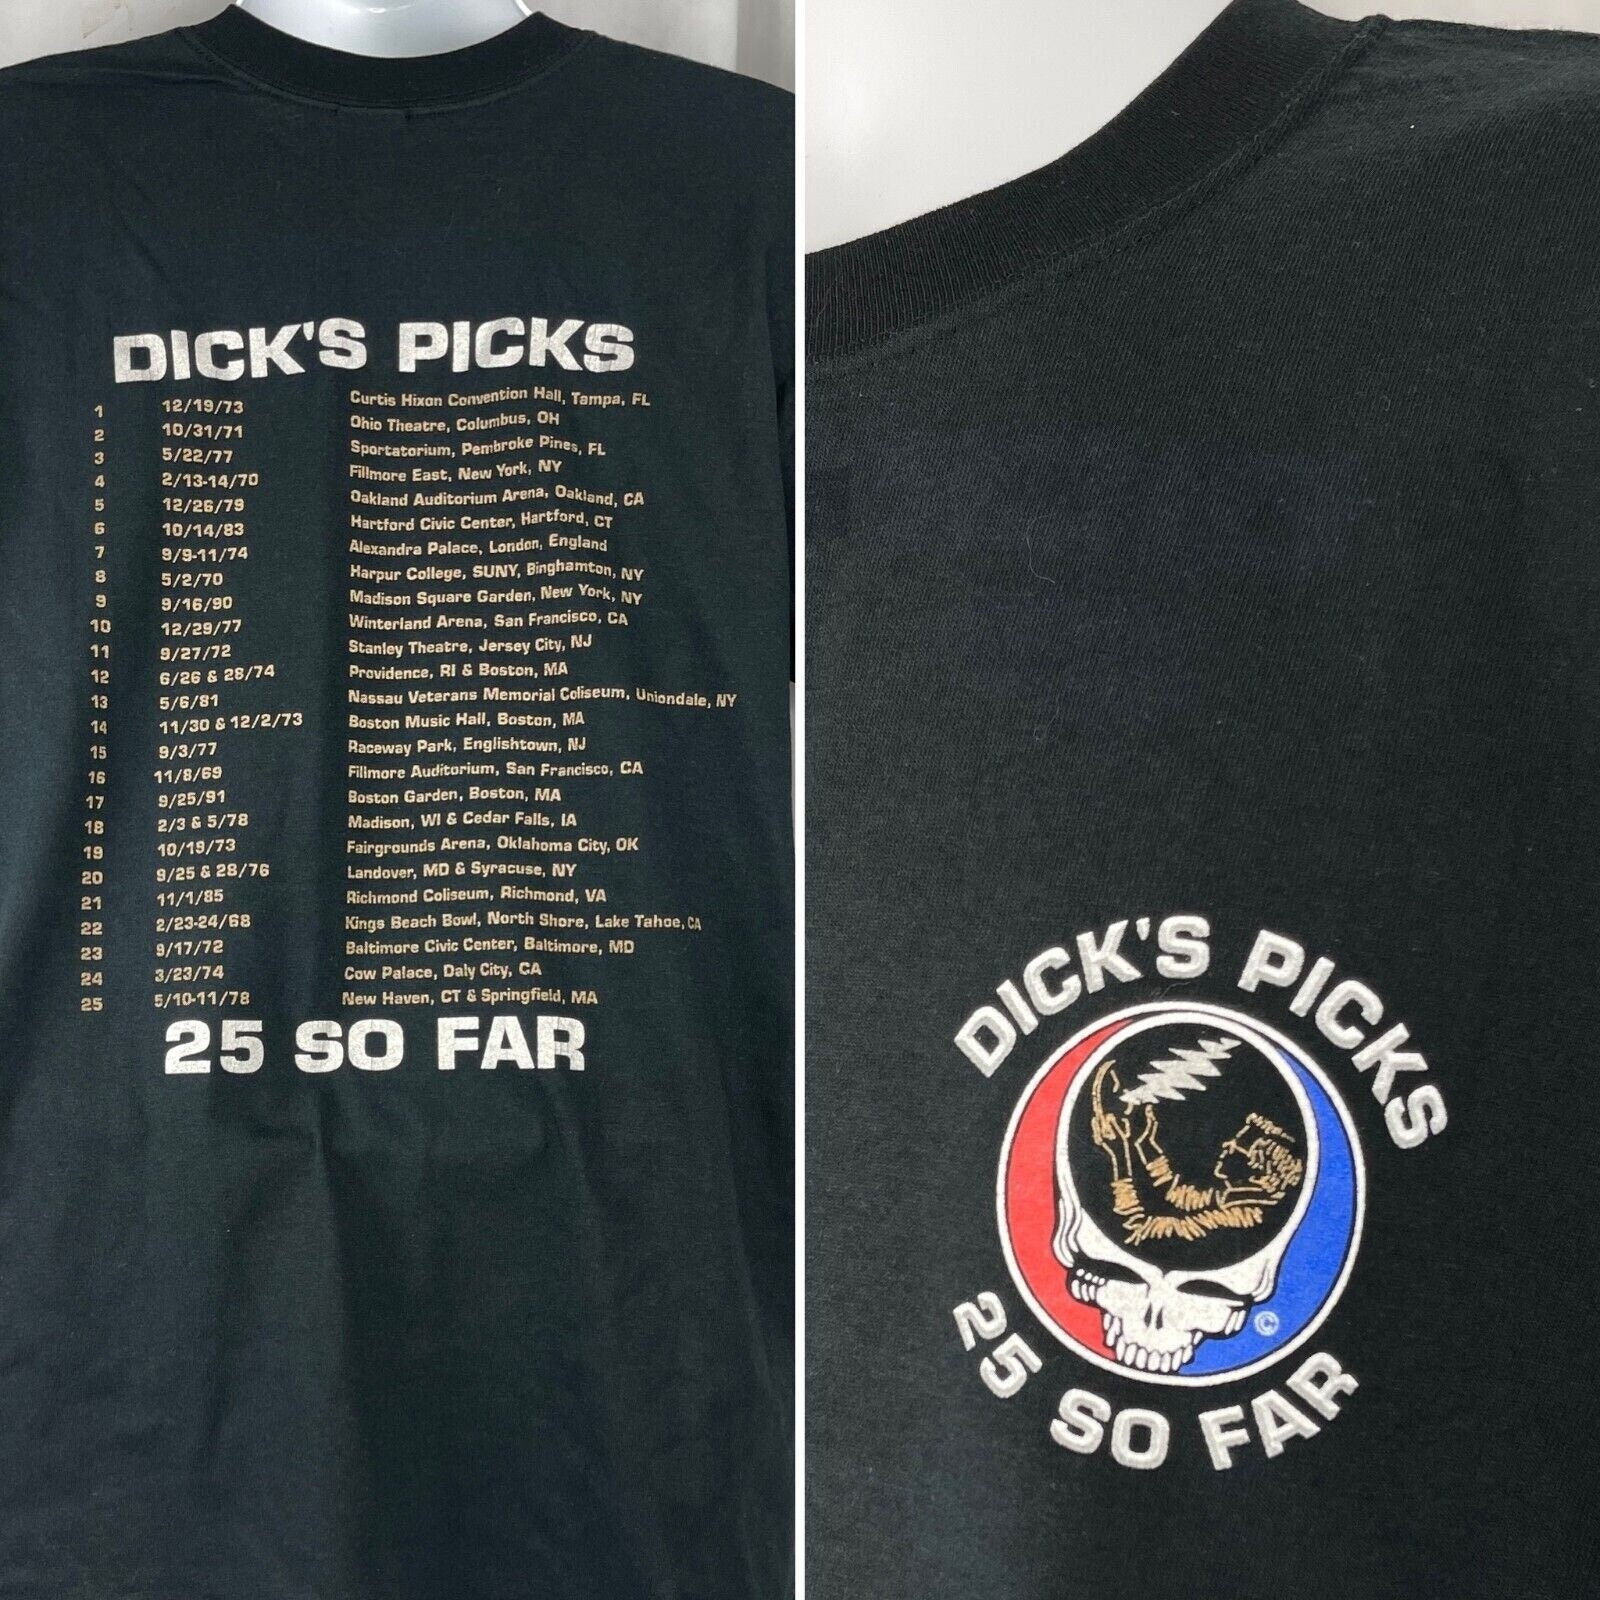 DICK'S PICKS
1 12/19/73 Curtis Hixon Convention Hall, Tampa, FL
2 10/31/71 Ohio Theatre, Columbus, OH
3 5/22/77 Sportatorium, Pembroke Pines, FL
4 2/13-14/70 Fillmore East, New York, NY
5 12/26/79 Oakland Auditorium Arena, Oakland, CA
6 10/14/83 Hartford Civic Center, Hartford, CT
7 9/9-11/74 Alexandra Palace, London, England
8 5/2/70 Harpur College, SUNY, Binghamton, NY
9 9/16/90 Madison Square Garden, New York, NY
10 12/29/77 Winterland Arena, San Francisco, CA
11 9/27/72 Stanley Theatre, Jersey City, NJ
12 6/26 & 28/74 Providence, RI & Boston, MA
13 5/6/81 Nassau Veterans Memorial Coliseum, Uniondale, NY
14 11/30 & 12/2/73 Boston Music Hall, Boston, MA
15 9/3/77 Raceway Park, Englishtown, NJ
16 11/8/69 Fillmore Auditorium, San Francisco, CA
17 9/25/91 Boston Garden, Boston, MA
18 2/3 & 5/78 Madison, WI & Cedar Falls, IA
19 10/19/73 Fairgrounds Arena, Oklahoma City, OK
20 9/25 & 28/76 Landover, MD & Syracuse, NY
21 11/1/85 Richmond Coliseum, Richmond, VA
22 2/23-24/68 Kings Beach Bowl, North Shore, Lake Tahoe, CA
23 9/17/72 Baltimore Civic Center, Baltimore, MD
24 3/23/74 Cow Palace, Daly City, CA
25 5/10-11/78 New Haven, CT & Springfield, MA
25 SO FAR
DICK'S PICKS
©
25 SO FAR